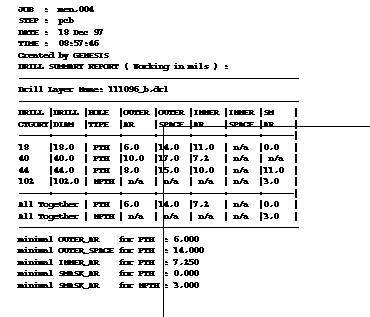 JOB : men.004
STEP : pcb
DATE : 18 Dec 97
TIME : 08:57:46
Created by GENESIS
DRILL SUMMARY REPORT ( Working in mils ) :
Drill Layer Name: 111096_b.drl
DRILL |DRILL |HOLE |OUTER |OUTER |INNER |INNER |SM
CTGORY|DIAM |TYPE |AR |SPACE |AR |SPACE |AR
18 |18.0 | PTH |6.0 |14.0 |11.0 | n/a |0.0
40 |40.0 | PTH |10.0 |17.0 |7.2 | n/a | n/a
44 |44.0 | PTH |8.0 |15.0 |10.0 | n/a |11.0
102 |102.0 | NPTH | n/a | n/a | n/a | n/a |3.0
All Together | PTH |6.0 |14.0 |7.2 | n/a |0.0
All Together | NPTH | n/a | n/a | n/a | n/a |3.0
minimal OUTER_AR for PTH : 6.000
minimal OUTER_SPACE for PTH : 14.000
minimal INNER_AR for PTH : 7.250
minimal SMASK_AR for PTH : 0.000
minimal SMASK_AR for NPTH : 3.000